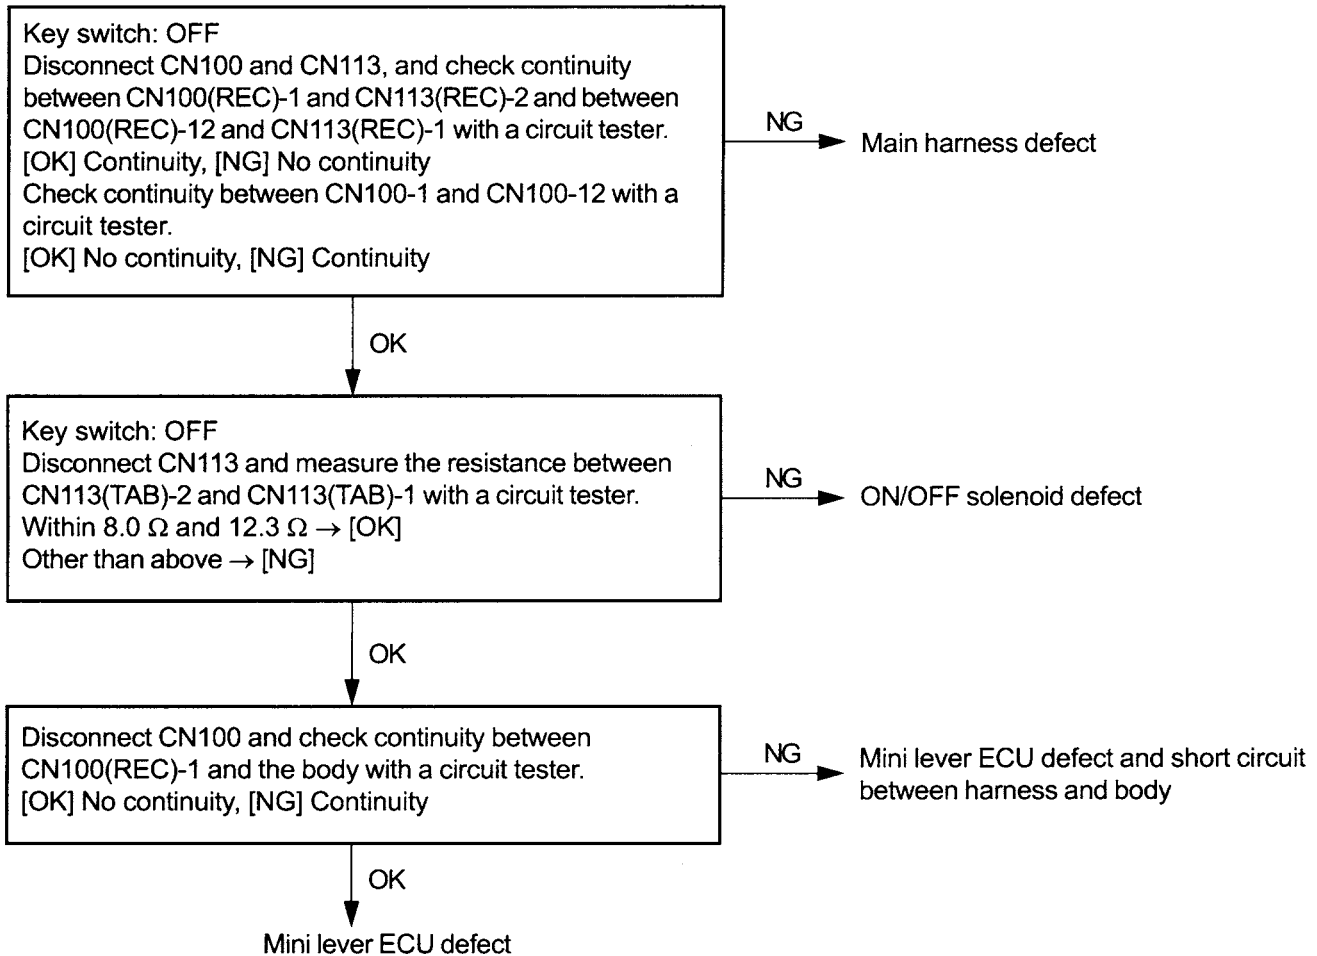 Key switch: OFF
Disconnect CN100 and CN113, and check continuity
between CN100(REC)-1 and CN113(REC)-2 and between
CN100(REC)-12 and CN113(REC)-1 with a circuit tester.
[OK] Continuity, [NG] No continuity
Check continuity between CN100-1 and CN100-12 with a
circuit tester.
[OK] No continuity, [NG] Continuity
NG
Main harness defect
OK
Key switch: OFF
Disconnect CN113 and measure the resistance between
CN113(TAB)-2 and CN113(TAB)-1 with a circuit tester.
Within 8.0 Ω and 12.3 Ω → [OK]
Other than above → [NG]
NG
ON/OFF solenoid defect
OK
Disconnect CN100 and check continuity between
CN100(REC)-1 and the body with a circuit tester.
[OK] No continuity, [NG] Continuity
NG
Mini lever ECU defect and short circuit
between harness and body
OK
Mini lever ECU defect